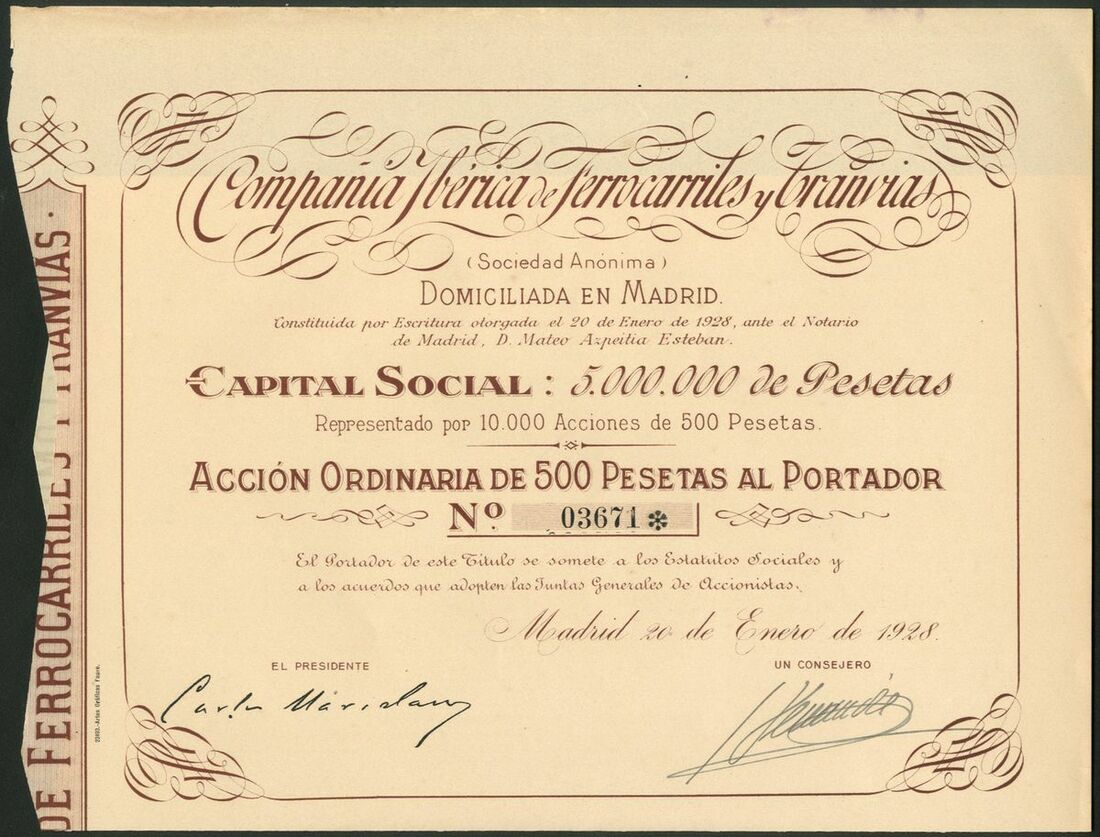 Compañía Ibérica de Ferrocarriles y Tranvias
(Sociedad Anónima)
DOMICILIADA EN MADRID.
Constituida por Escritura otorgada el 20 de Enero de 1928, ante el Notario
de Madrid, D. Mateo Azpeitia Esteban.
CAPITAL SOCIAL: 5.000.000 de Pesetas
Representado por 10.000 Acciones de 500 Pesetas.
ACCIÓN ORDINARIA DE 500 PESETAS AL PORTADOR
Nº 03671*
El Portador de este Título se somete a los Estatutos Sociales y
a los acuerdos que adopten las Juntas Generales de Accionistas.
Madrid 20 de Enero de 1928.
EL PRESIDENTE
UN CONSEJERO
DE FERROCARRILES Y TRANVIAS.